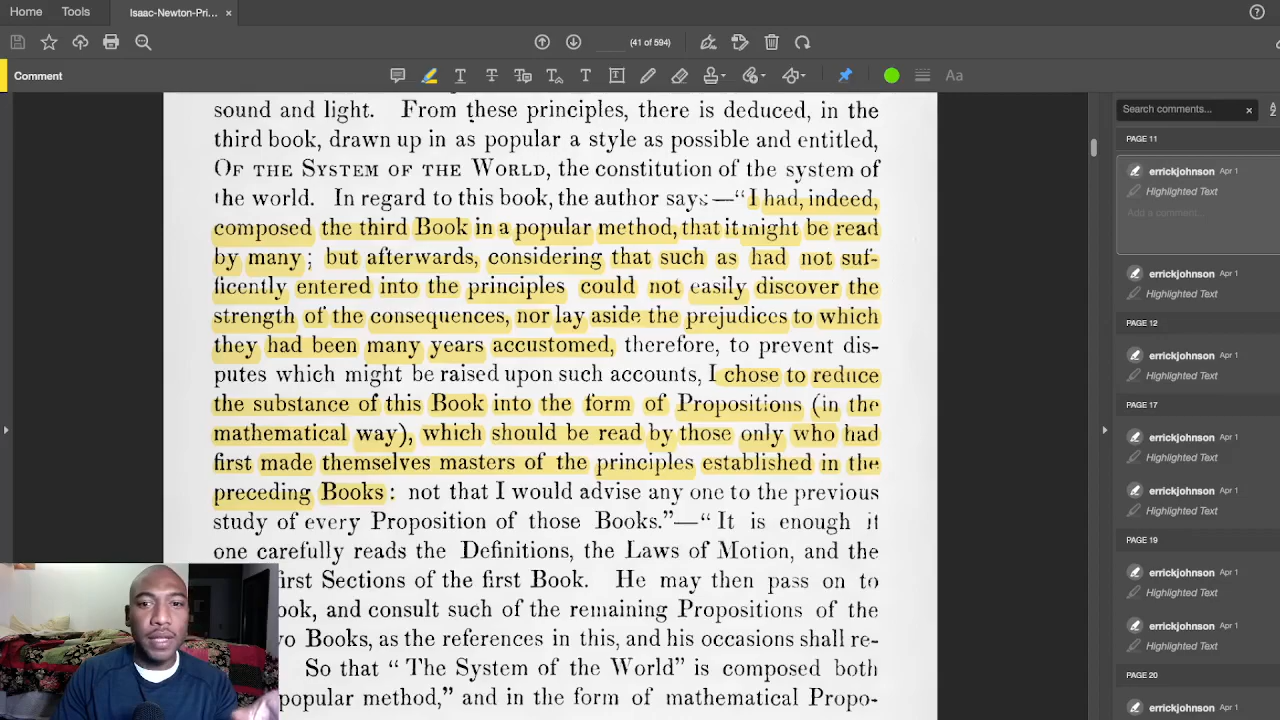 Home
Tools
Isaac-Newton-Pri...
×
(41 of 594)
Comment
Aa
sound and light. From these principles, there is deduced, in the
third book, drawn up in as popular a style as possible and entitled,
OF THE SYSTEM OF THE WORLD, the constitution of the system of
the world. In regard to this book, the author says:—“I had, indeed,
composed the third Book in a popular method, that it might be read
by many; but afterwards, considering that such as had not suf-
ficently entered into the principles could not easily discover the
strength of the consequences, nor lay aside the prejudices to which
they had been many years accustomed, therefore, to prevent dis-
putes which might be raised upon such accounts, I chose to reduce
the substance of this Book into the form of Propositions (in the
mathematical way), which should be read by those only who had
first made themselves masters of the principles established in the
preceding Books: not that I would advise any one to the previous
study of every Proposition of those Books.”—“It is enough if
one carefully reads the Definitions, the Laws of Motion, and the
irst Sections of the first Book. He may then pass on to
ook, and consult such of the remaining Propositions of the
vo Books, as the references in this, and his occasions shall re-
So that “The System of the World” is composed both
popular method,” and in the form of mathematical Propo-
Search comments...
×
PAGE 11
errickjohnson Apr 1
Highlighted Text
Add a comment...
errickjohnson Apr 1
Highlighted Text
PAGE 12
errickjohnson Apr 1
Highlighted Text
PAGE 17
errickjohnson Apr 1
Highlighted Text
errickjohnson Apr 1
Highlighted Text
PAGE 19
errickjohnson Apr 1
Highlighted Text
errickjohnson Apr 1
Highlighted Text
PAGE 20
errickjohnson Apr 1